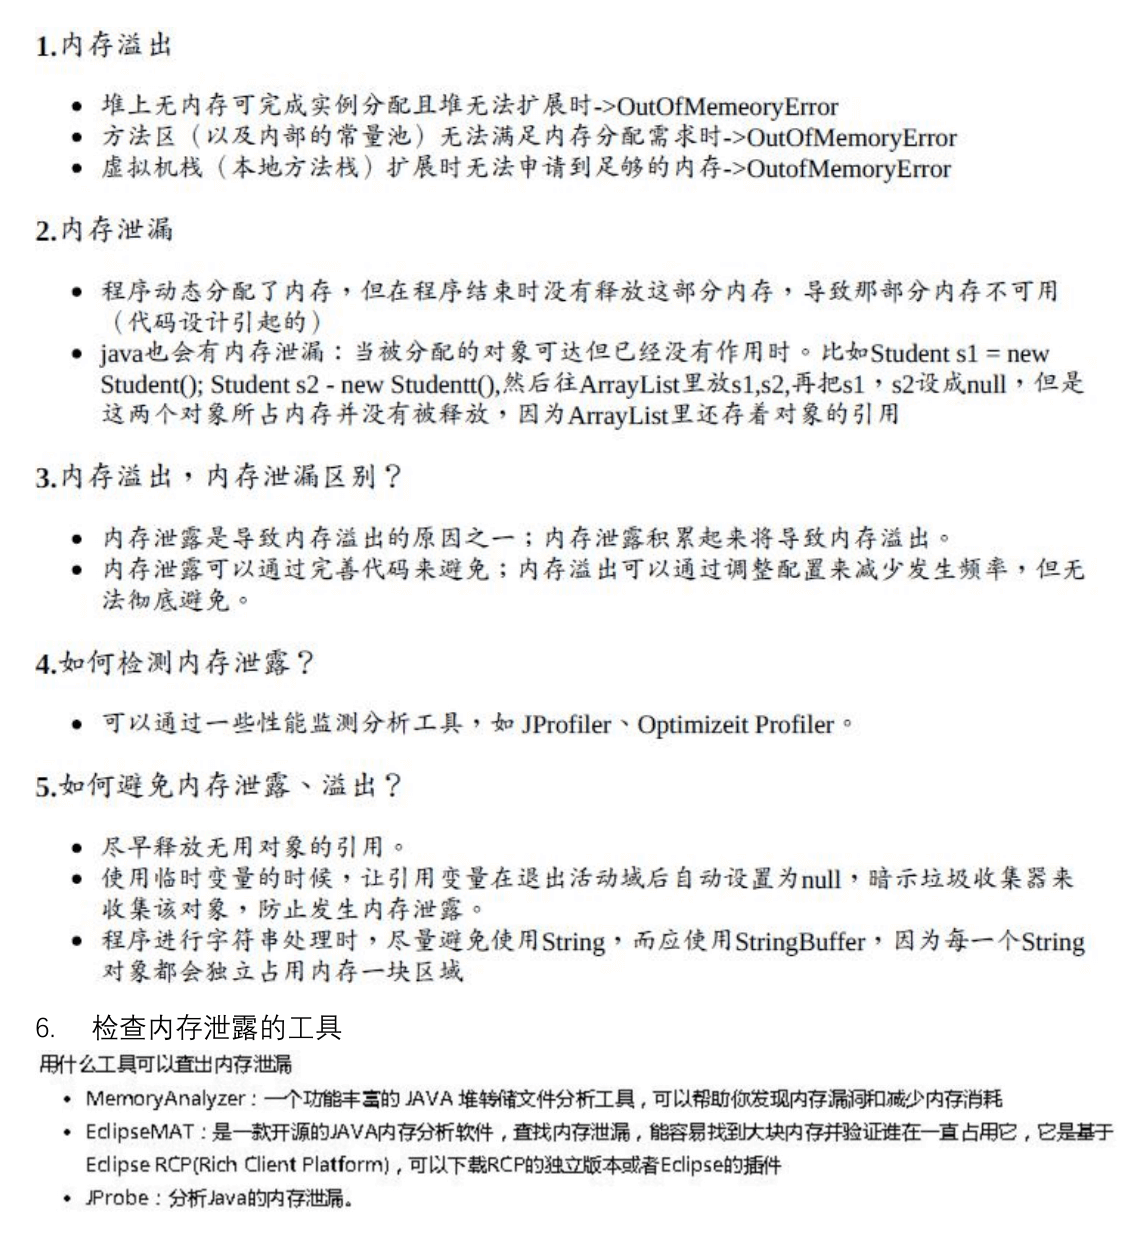 1.内存溢出
• 堆上无内存可完成实例分配且堆无法扩展时->OutOfMemeoryError
• 方法区（以及内部的常量池）无法满足内存分配需求时->OutOfMemoryError
• 虚拟机栈（本地方法栈）扩展时无法申请到足够的内存->OutofMemoryError
2.内存泄漏
• 程序动态分配了内存，但在程序结束时没有释放这部分内存，导致那部分内存不可用
（代码设计引起的）
• java也会有内存泄漏：当被分配的对象可达但已经没有作用时。比如Student s1 = new
Student(); Student s2 - new Studentt(),然后往ArrayList里放s1,s2,再把s1，s2设成null，但是
这两个对象所占内存并没有被释放，因为ArrayList里还存着对象的引用
3.内存溢出，内存泄漏区别？
• 内存泄露是导致内存溢出的原因之一；内存泄露积累起来将导致内存溢出。
• 内存泄露可以通过完善代码来避免；内存溢出可以通过调整配置来减少发生频率，但无
法彻底避免。
4.如何检测内存泄露？
• 可以通过一些性能监测分析工具，如 JProfiler、Optimizeit Profiler。
5.如何避免内存泄露、溢出？
• 尽早释放无用对象的引用。
• 使用临时变量的时候，让引用变量在退出活动域后自动设置为null，暗示垃圾收集器来
收集该对象，防止发生内存泄露。
• 程序进行字符串处理时，尽量避免使用String，而应使用StringBuffer，因为每一个String
对象都会独立占用内存一块区域
6. 检查内存泄露的工具
用什么工具可以查出内存泄漏
• MemoryAnalyzer：一个功能丰富的 JAVA 堆转储文件分析工具，可以帮助你发现内存漏洞和减少内存消耗
• EclipseMAT：是一款开源的JAVA内存分析软件，查找内存泄漏，能容易找到大块内存并验证谁在一直占用它，它是基于
Eclipse RCP(Rich Client Platform)，可以下载RCP的独立版本或者Eclipse的插件
• JProbe：分析Java的内存泄漏。